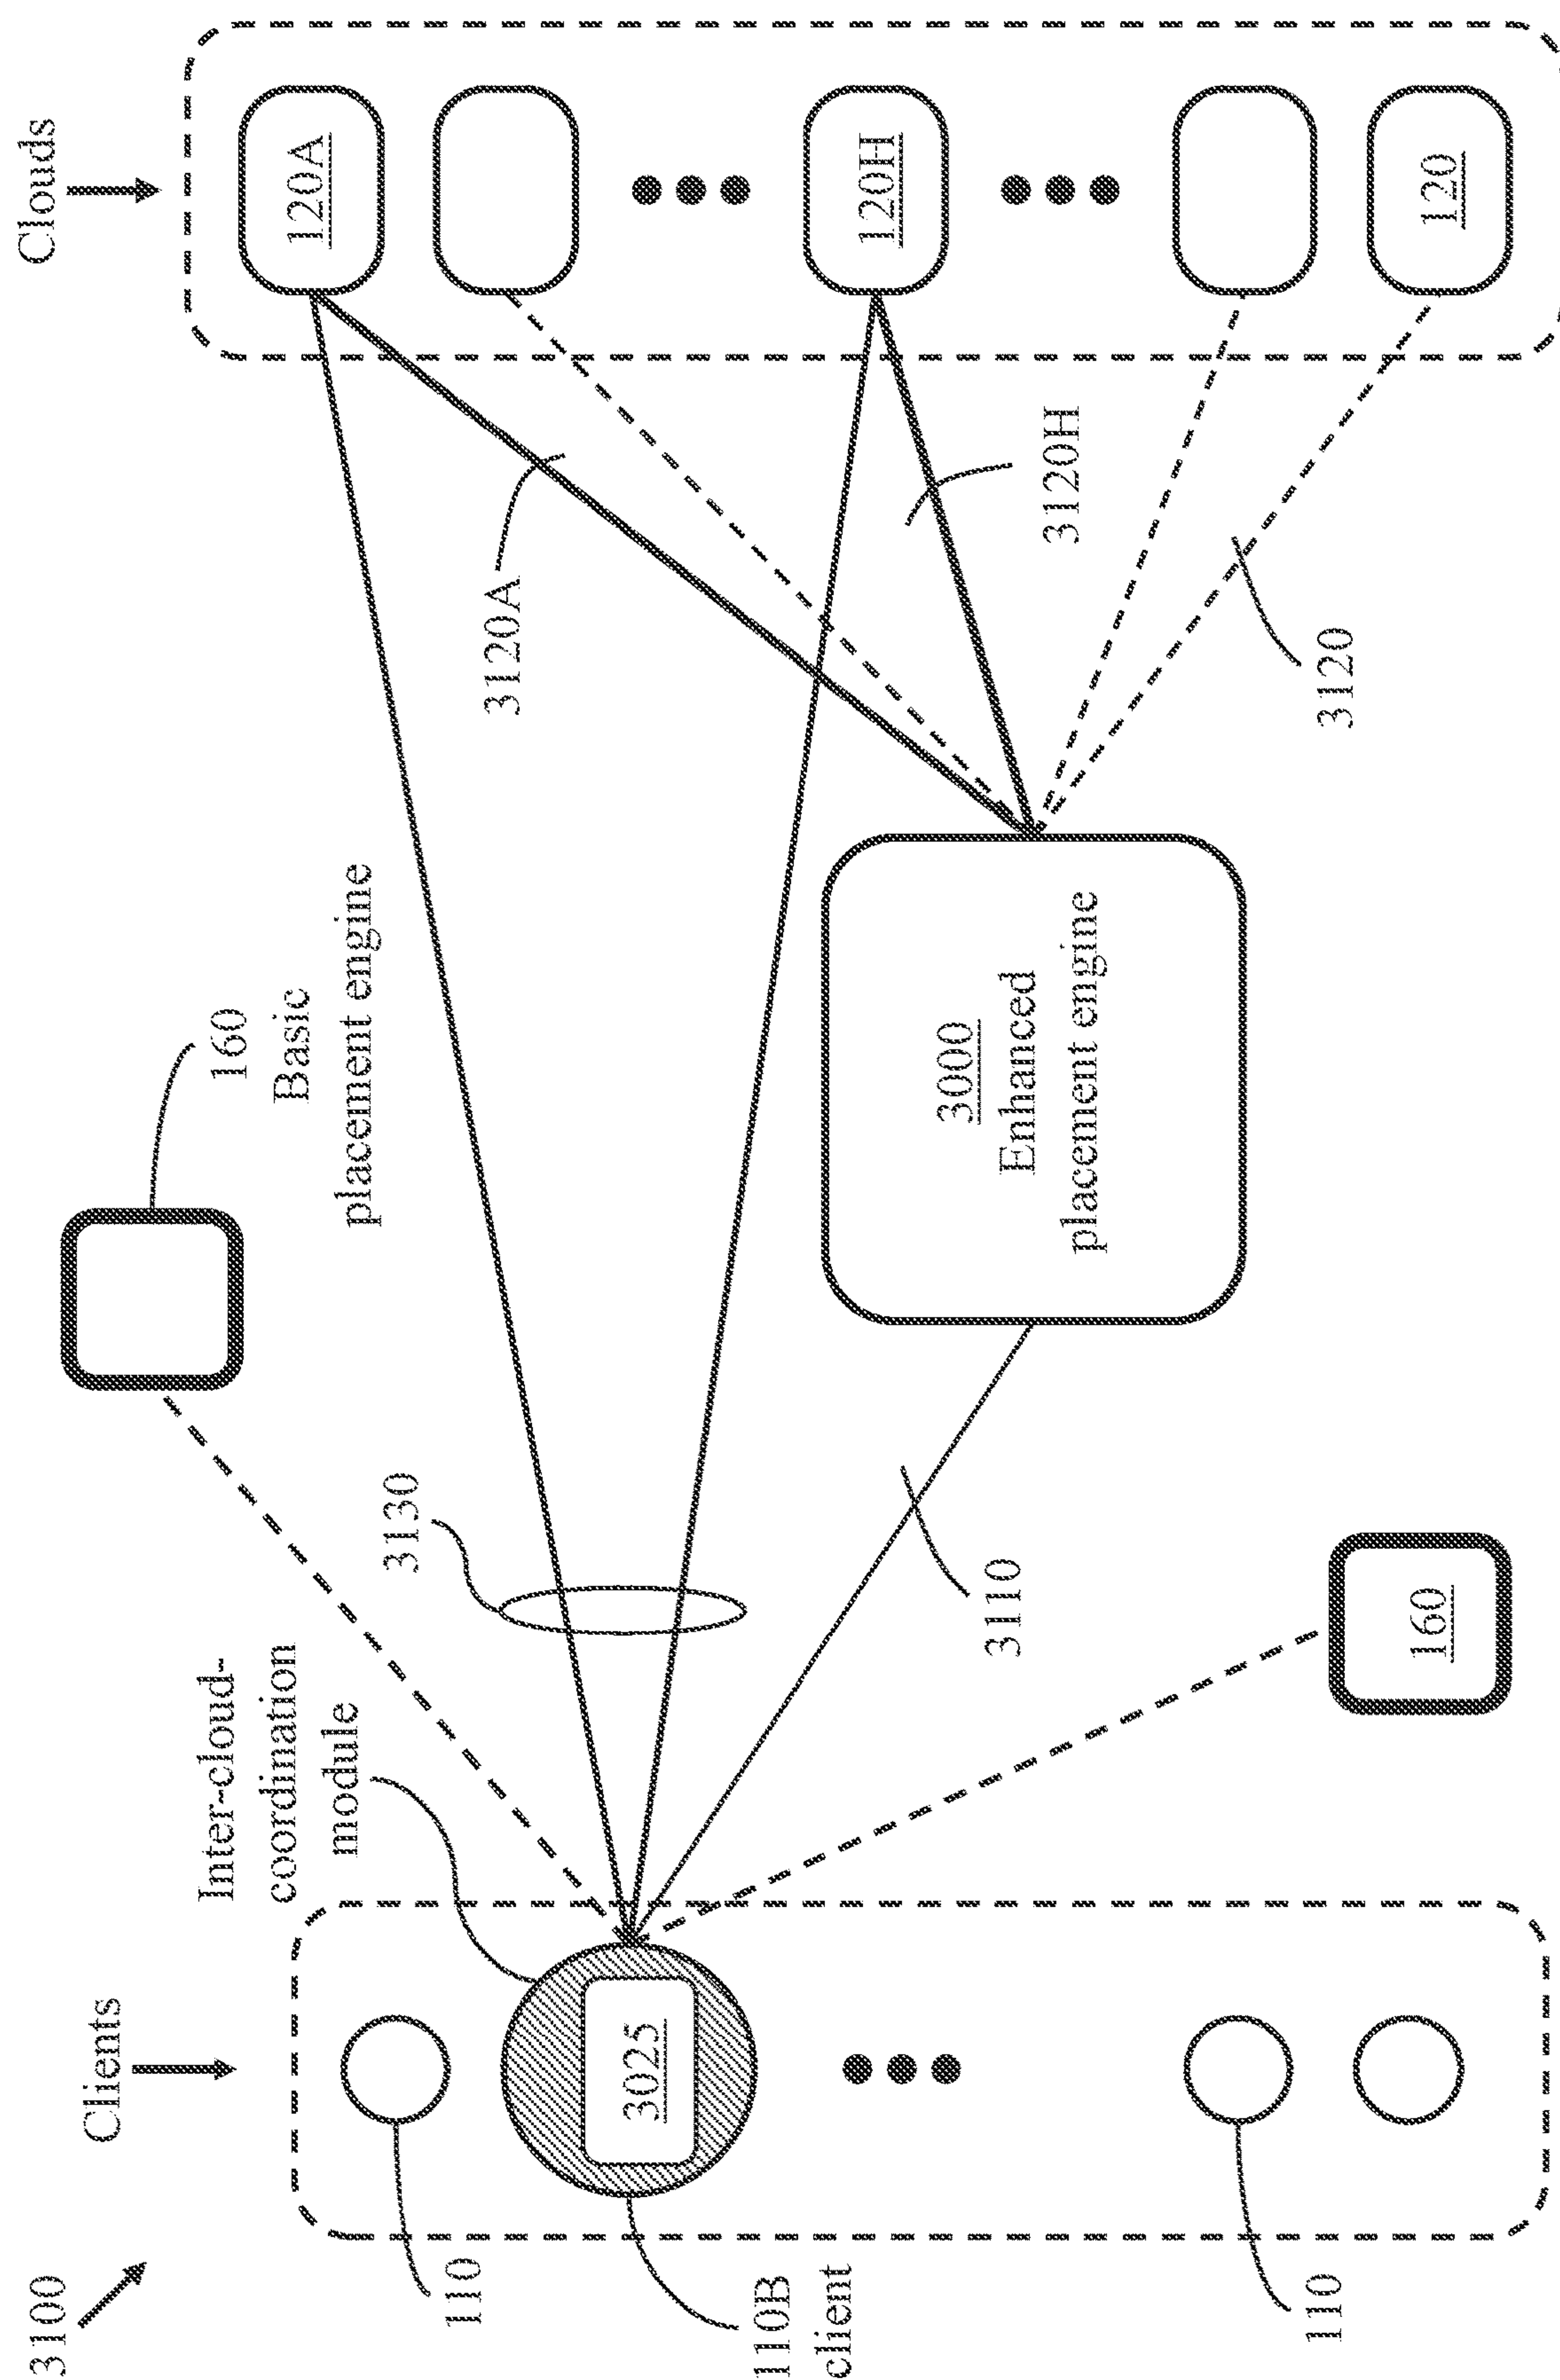 3100
Clients
110
3025
110B
client
110
Inter-cloud-
coordination
module
3130
3110
160
160
Basic
placement engine
3000
Enhanced
placement engine
3120A
3120H
3120
Clouds
120A
120H
120